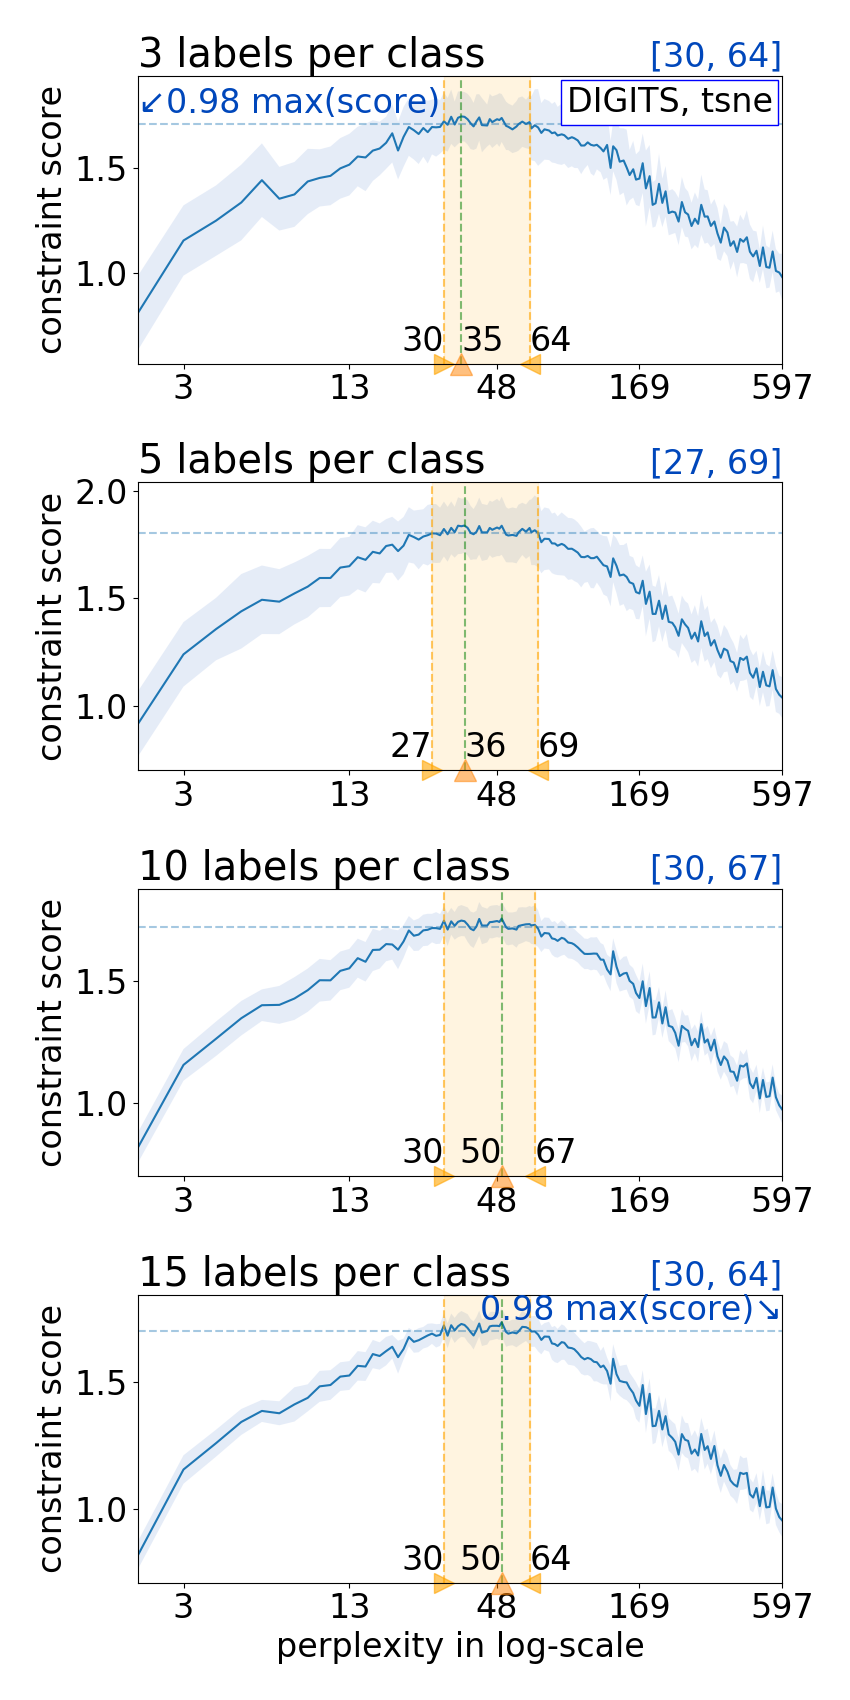 3 labels per class [30, 64]
↙0.98 max(score) DIGITS, tsne
constraint score
1.5
1.0
30 35 64
3 13 48 169 597
5 labels per class [27, 69]
constraint score
2.0
1.5
1.0
27 36 69
3 13 48 169 597
10 labels per class [30, 67]
constraint score
1.5
1.0
30 50 67
3 13 48 169 597
15 labels per class [30, 64]
0.98 max(score)↘
constraint score
1.5
1.0
30 50 64
3 13 48 169 597
perplexity in log-scale